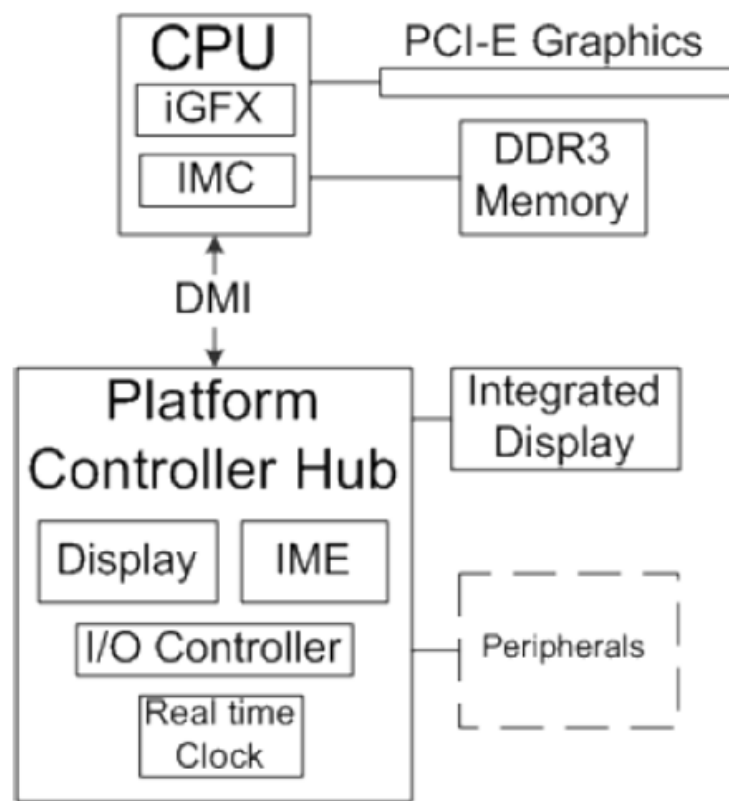 CPU
PCI-E Graphics
iGFX
IMC
DDR3
Memory
DMI
Platform
Controller Hub
Integrated
Display
Display
IME
I/O Controller
Peripherals
Real time
Clock